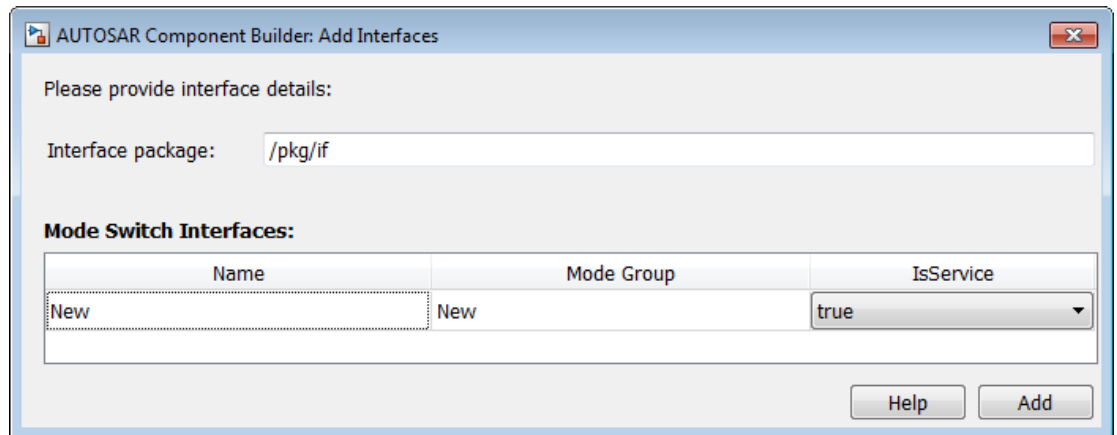 AUTOSAR Component Builder: Add Interfaces
Please provide interface details:
Interface package: /pkg/if
Mode Switch Interfaces:
Name Mode Group IsService
New New true
Help Add